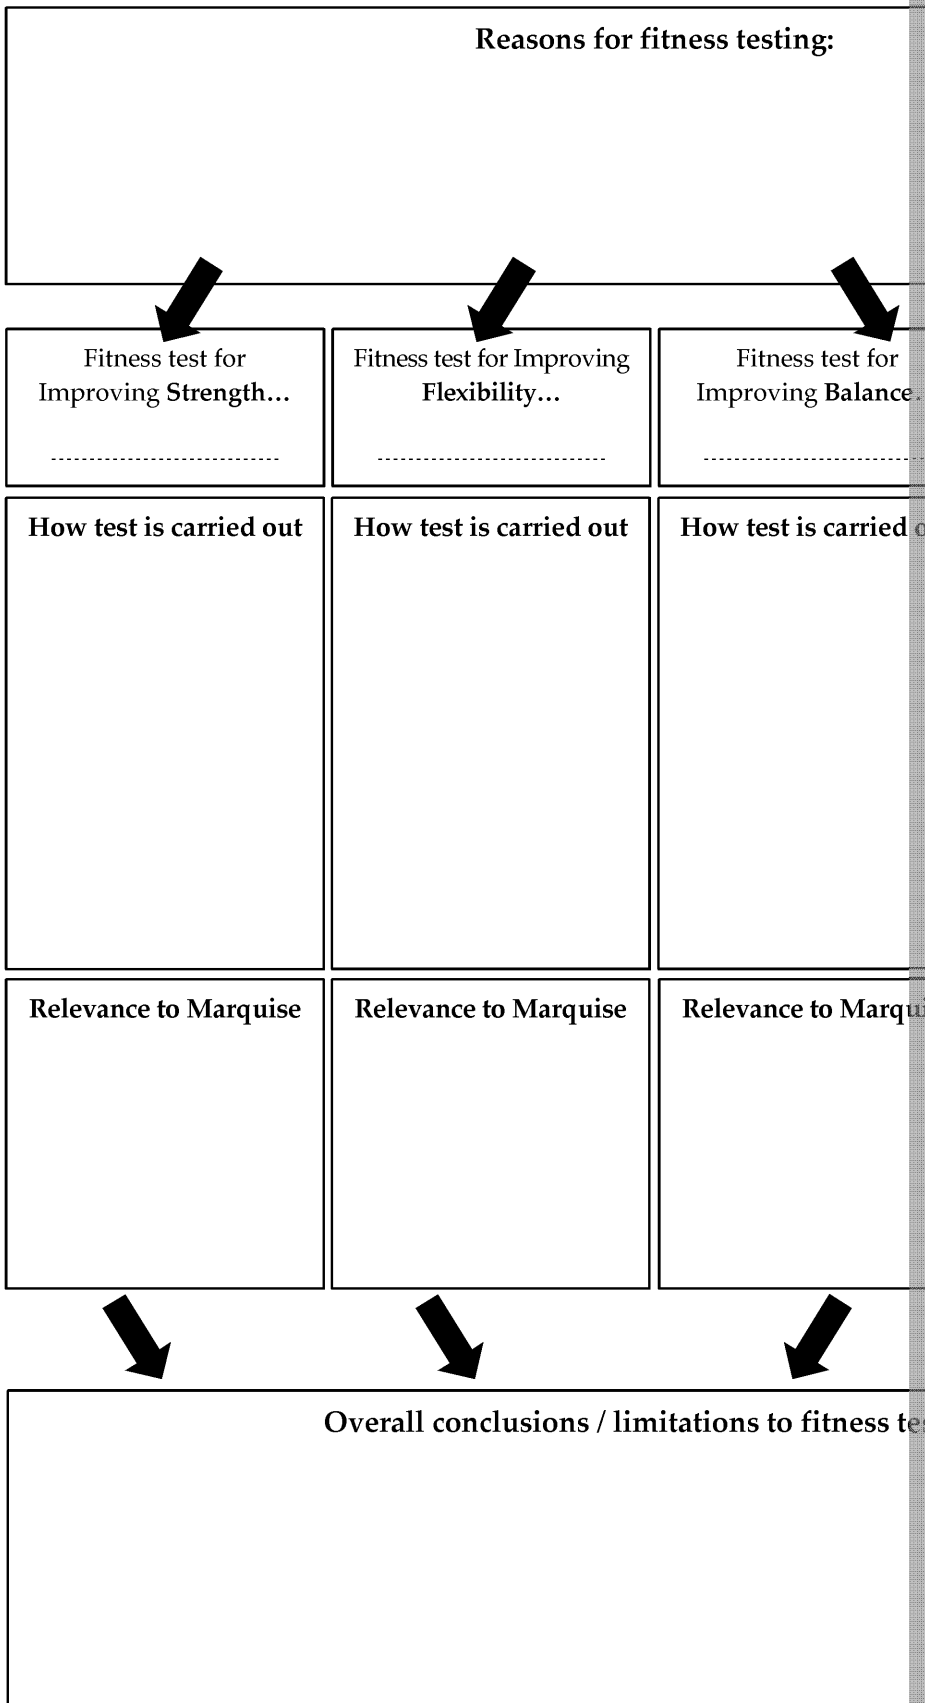 Reasons for fitness testing:
Fitness test for
Improving Strength…
Fitness test for Improving
Flexibility…
Fitness test for
Improving Balance
How test is carried out
How test is carried out
How test is carried
Relevance to Marquise
Relevance to Marquise
Relevance to Marqui
Overall conclusions / limitations to fitness te